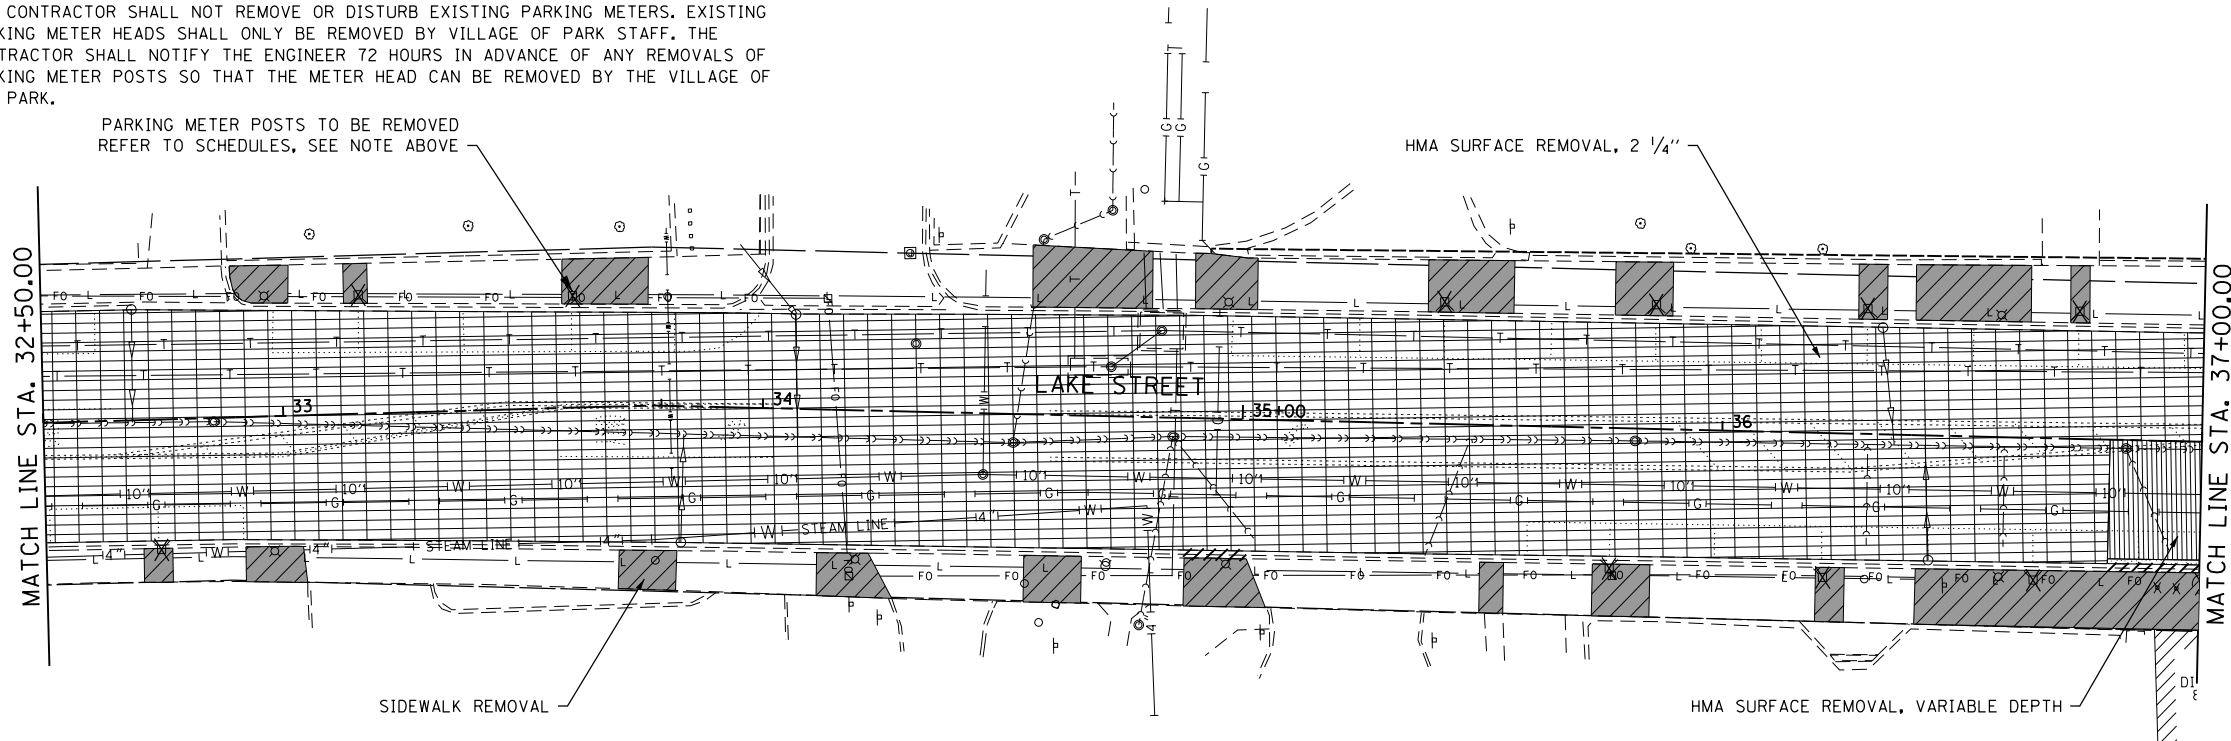 CONTRACTOR SHALL NOT REMOVE OR DISTURB EXISTING PARKING METERS. EXISTING
KING METER HEADS SHALL ONLY BE REMOVED BY VILLAGE OF PARK STAFF. THE
TRACTOR SHALL NOTIFY THE ENGINEER 72 HOURS IN ADVANCE OF ANY REMOVALS OF
KING METER POSTS SO THAT THE METER HEAD CAN BE REMOVED BY THE VILLAGE OF
PARK.
PARKING METER POSTS TO BE REMOVED
REFER TO SCHEDULES, SEE NOTE ABOVE
HMA SURFACE REMOVAL, 2 1/4"
MATCH LINE STA. 32+50.00
MATCH LINE STA. 37+00.00
LAKE STREET
33
34
35+00
36
STEAM LINE
STEAM LINE
SIDEWALK REMOVAL
HMA SURFACE REMOVAL, VARIABLE DEPTH
DI